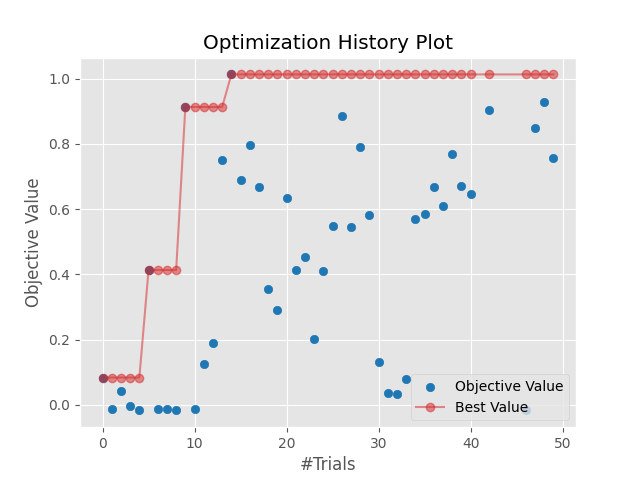 Optimization History Plot
1.0
0.8
0.6
0.4
0.2
0.0
Objective Value
Objective Value
Best Value
0
10
20
30
40
50
#Trials